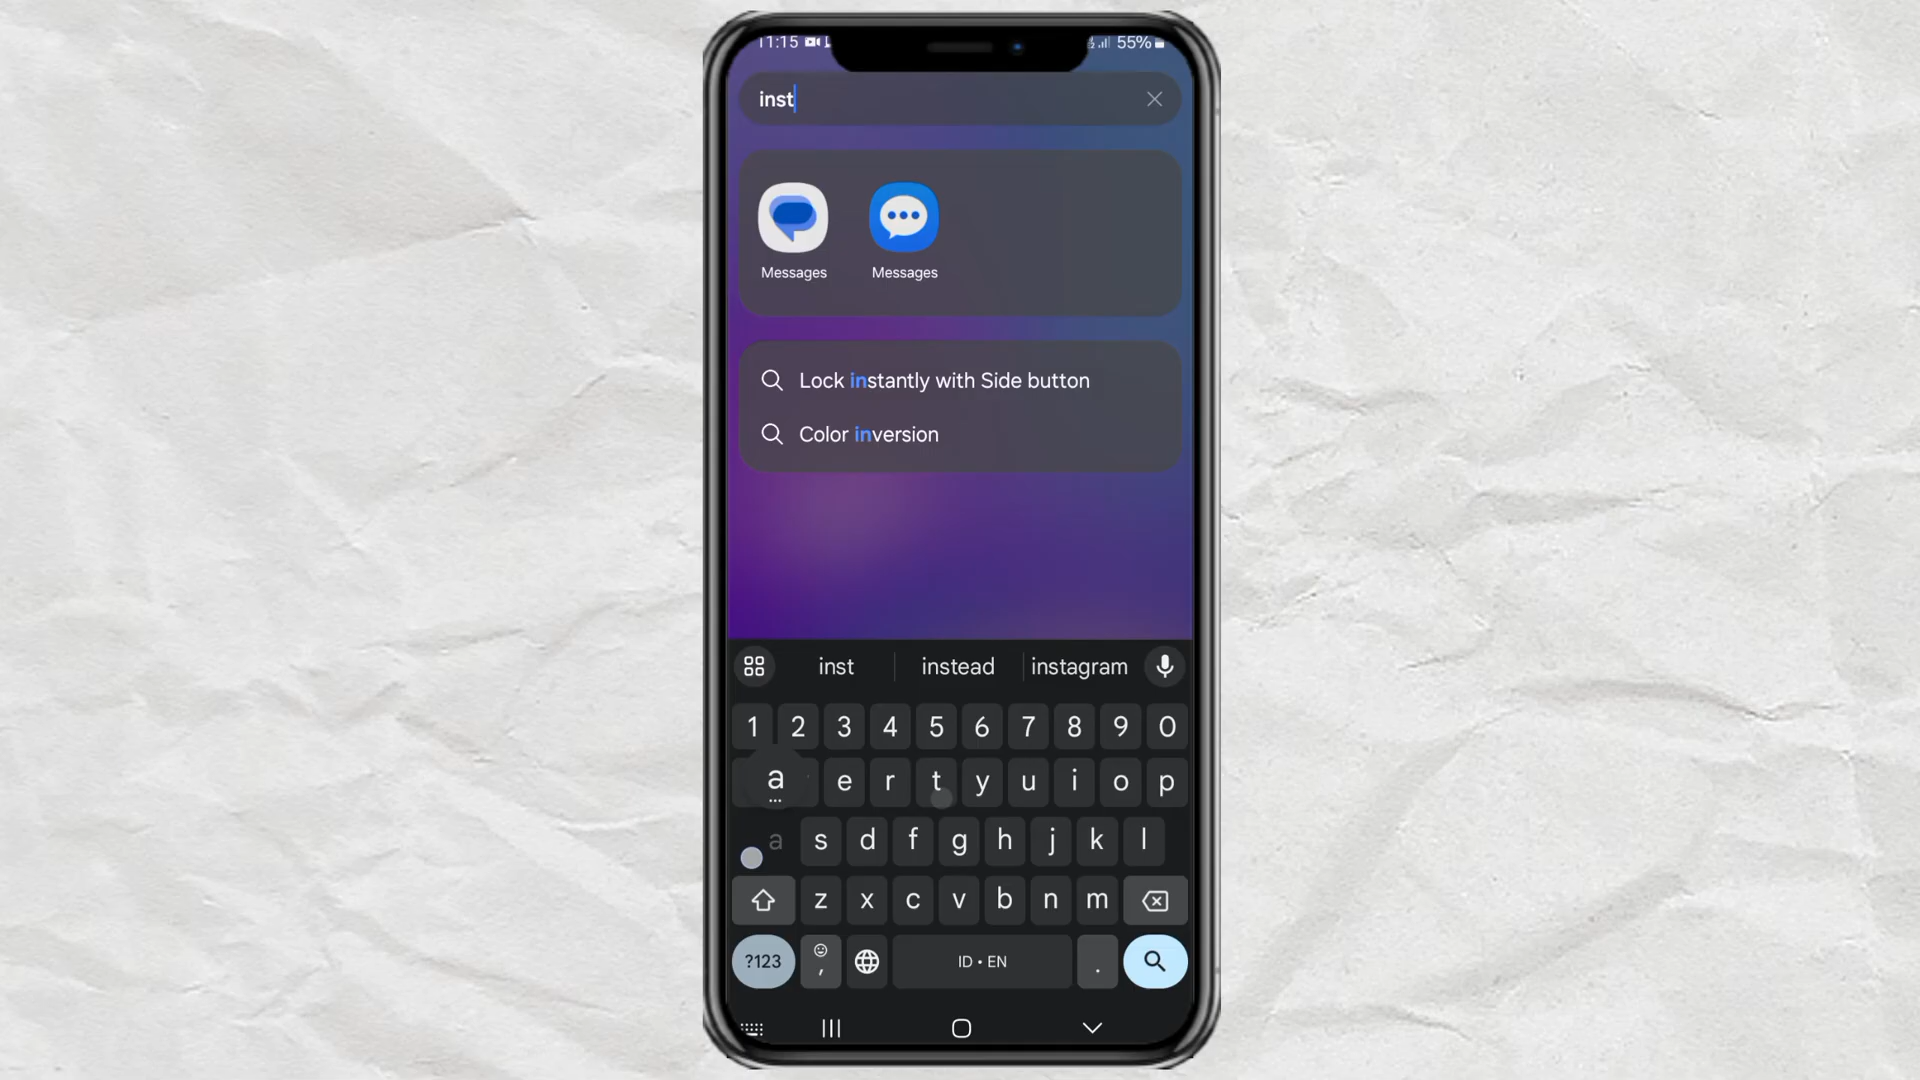 11:15 55%
inst
Messages Messages
Lock instantly with Side button
Color inversion
inst instead instagram
1 2 3 4 5 6 7 8 9 0
a e r t y u i o p
a s d f g h j k l
z x c v b n m
?123 , ID • EN .